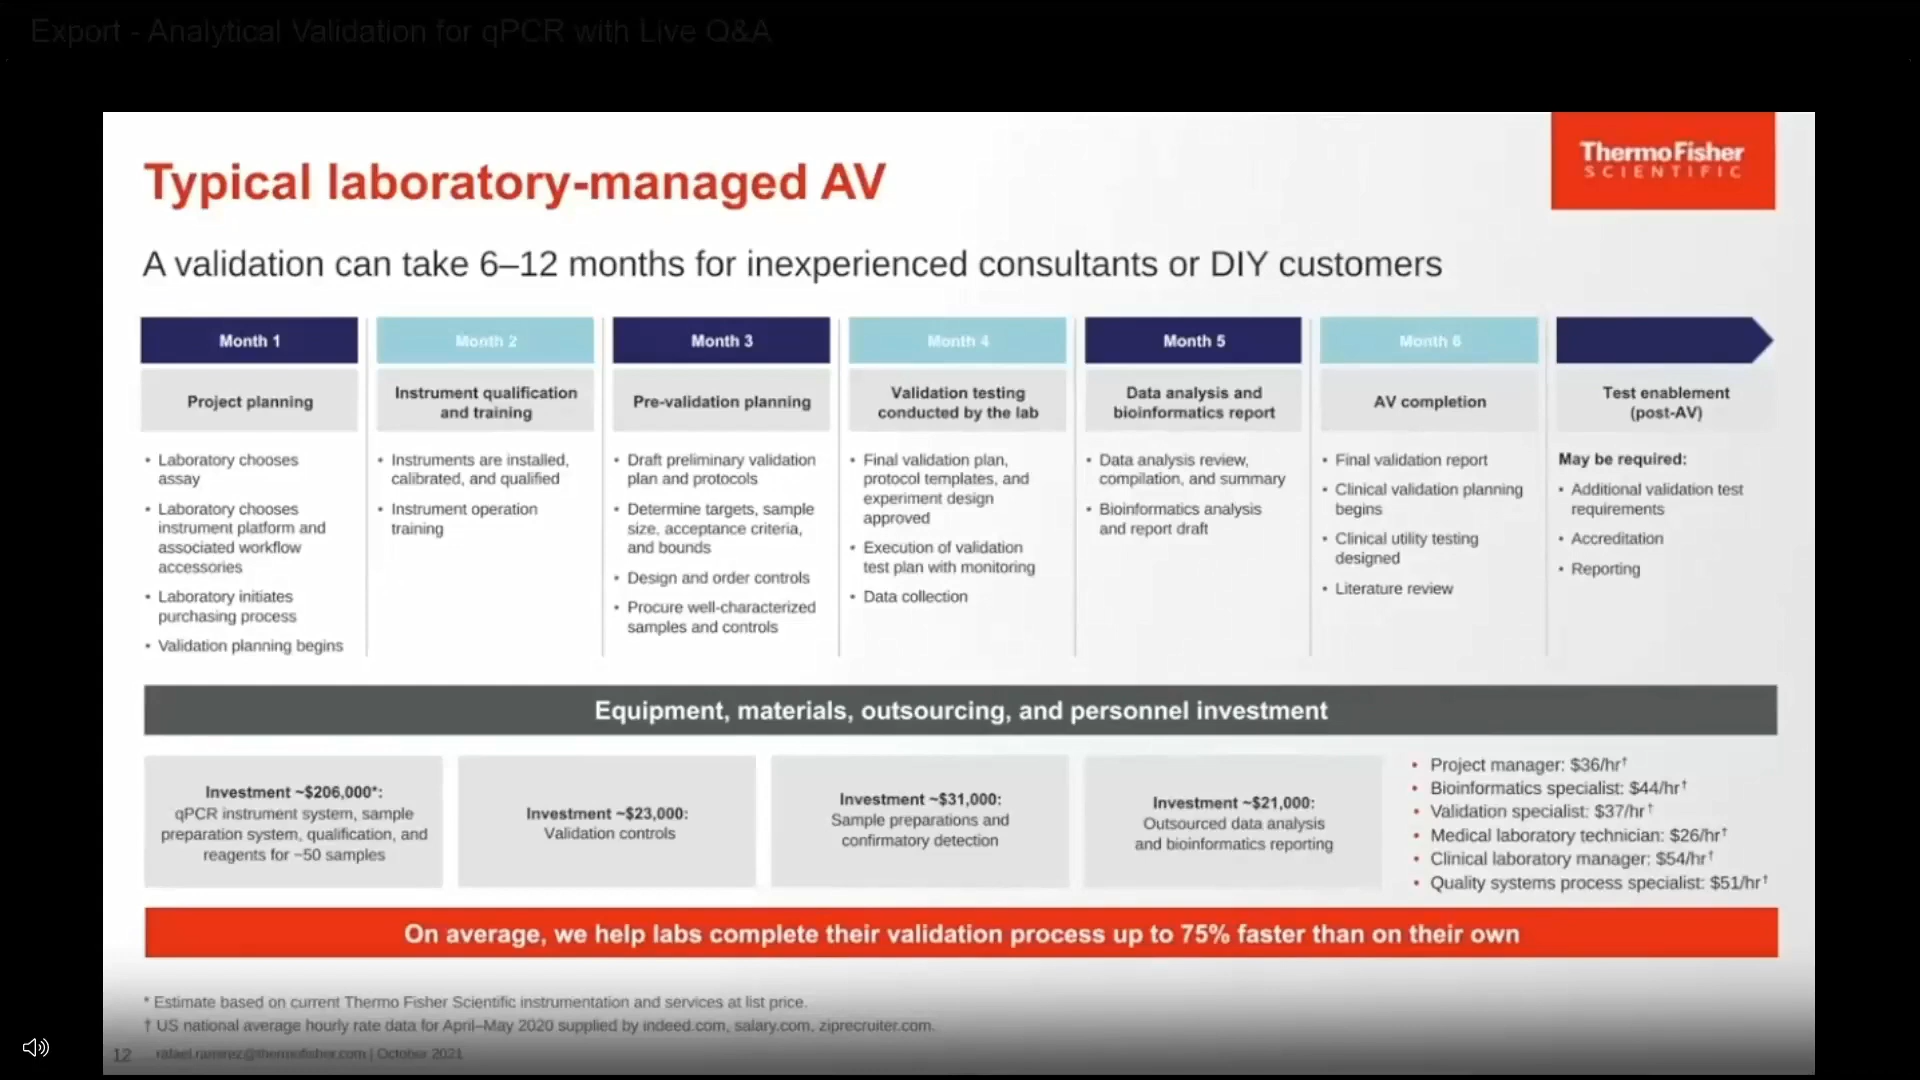 Export - Analytical Validation for qPCR with Live Q&A
ThermoFisher
SCIENTIFIC
Typical laboratory-managed AV
A validation can take 6–12 months for inexperienced consultants or DIY customers
Month 1
Project planning
• Laboratory chooses
assay
• Laboratory chooses
instrument platform and
associated workflow
accessories
• Laboratory initiates
purchasing process
• Validation planning begins
Month 2
Instrument qualification
and training
• Instruments are installed,
calibrated, and qualified
• Instrument operation
training
Month 3
Pre-validation planning
• Draft preliminary validation
plan and protocols
• Determine targets, sample
size, acceptance criteria,
and bounds
• Design and order controls
• Procure well-characterized
samples and controls
Month 4
Validation testing
conducted by the lab
• Final validation plan,
protocol templates, and
experiment design
approved
• Execution of validation
test plan with monitoring
• Data collection
Month 5
Data analysis and
bioinformatics report
• Data analysis review,
compilation, and summary
• Bioinformatics analysis
and report draft
Month 6
AV completion
• Final validation report
• Clinical validation planning
begins
• Clinical utility testing
designed
• Literature review
Test enablement
(post-AV)
May be required:
• Additional validation test
requirements
• Accreditation
• Reporting
Equipment, materials, outsourcing, and personnel investment
Investment ~$206,000*:
qPCR instrument system, sample
preparation system, qualification, and
reagents for ~50 samples
Investment ~$23,000:
Validation controls
Investment ~$31,000:
Sample preparations and
confirmatory detection
Investment ~$21,000:
Outsourced data analysis
and bioinformatics reporting
• Project manager: $36/hr†
• Bioinformatics specialist: $44/hr†
• Validation specialist: $37/hr†
• Medical laboratory technician: $26/hr†
• Clinical laboratory manager: $54/hr†
• Quality systems process specialist: $51/hr†
On average, we help labs complete their validation process up to 75% faster than on their own
* Estimate based on current Thermo Fisher Scientific instrumentation and services at list price.
† US national average hourly rate data for April–May 2020 supplied by indeed.com, salary.com, ziprecruiter.com.
12 rafael.ramirez@thermofisher.com | October 2021